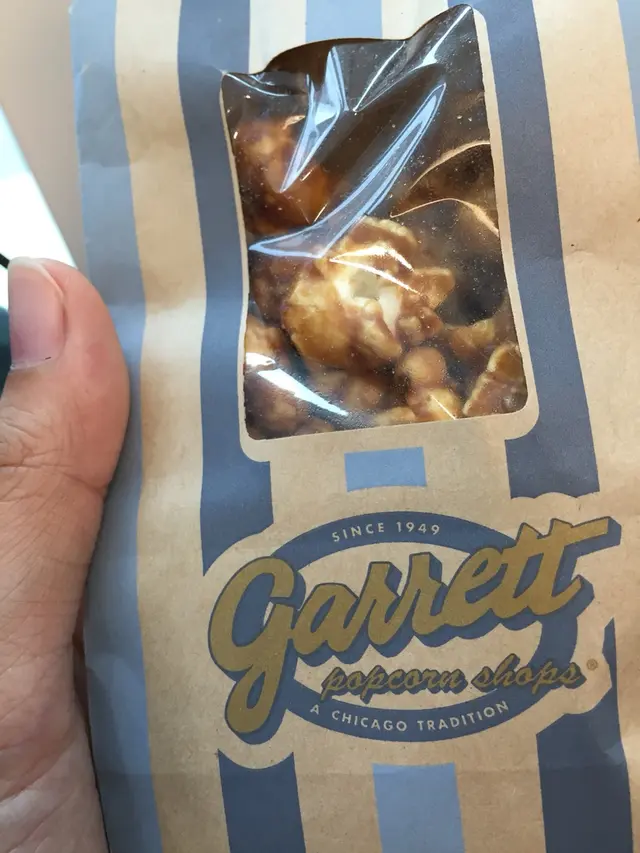 SINCE 1949
Garrett
popcorn shops®
A CHICAGO TRADITION